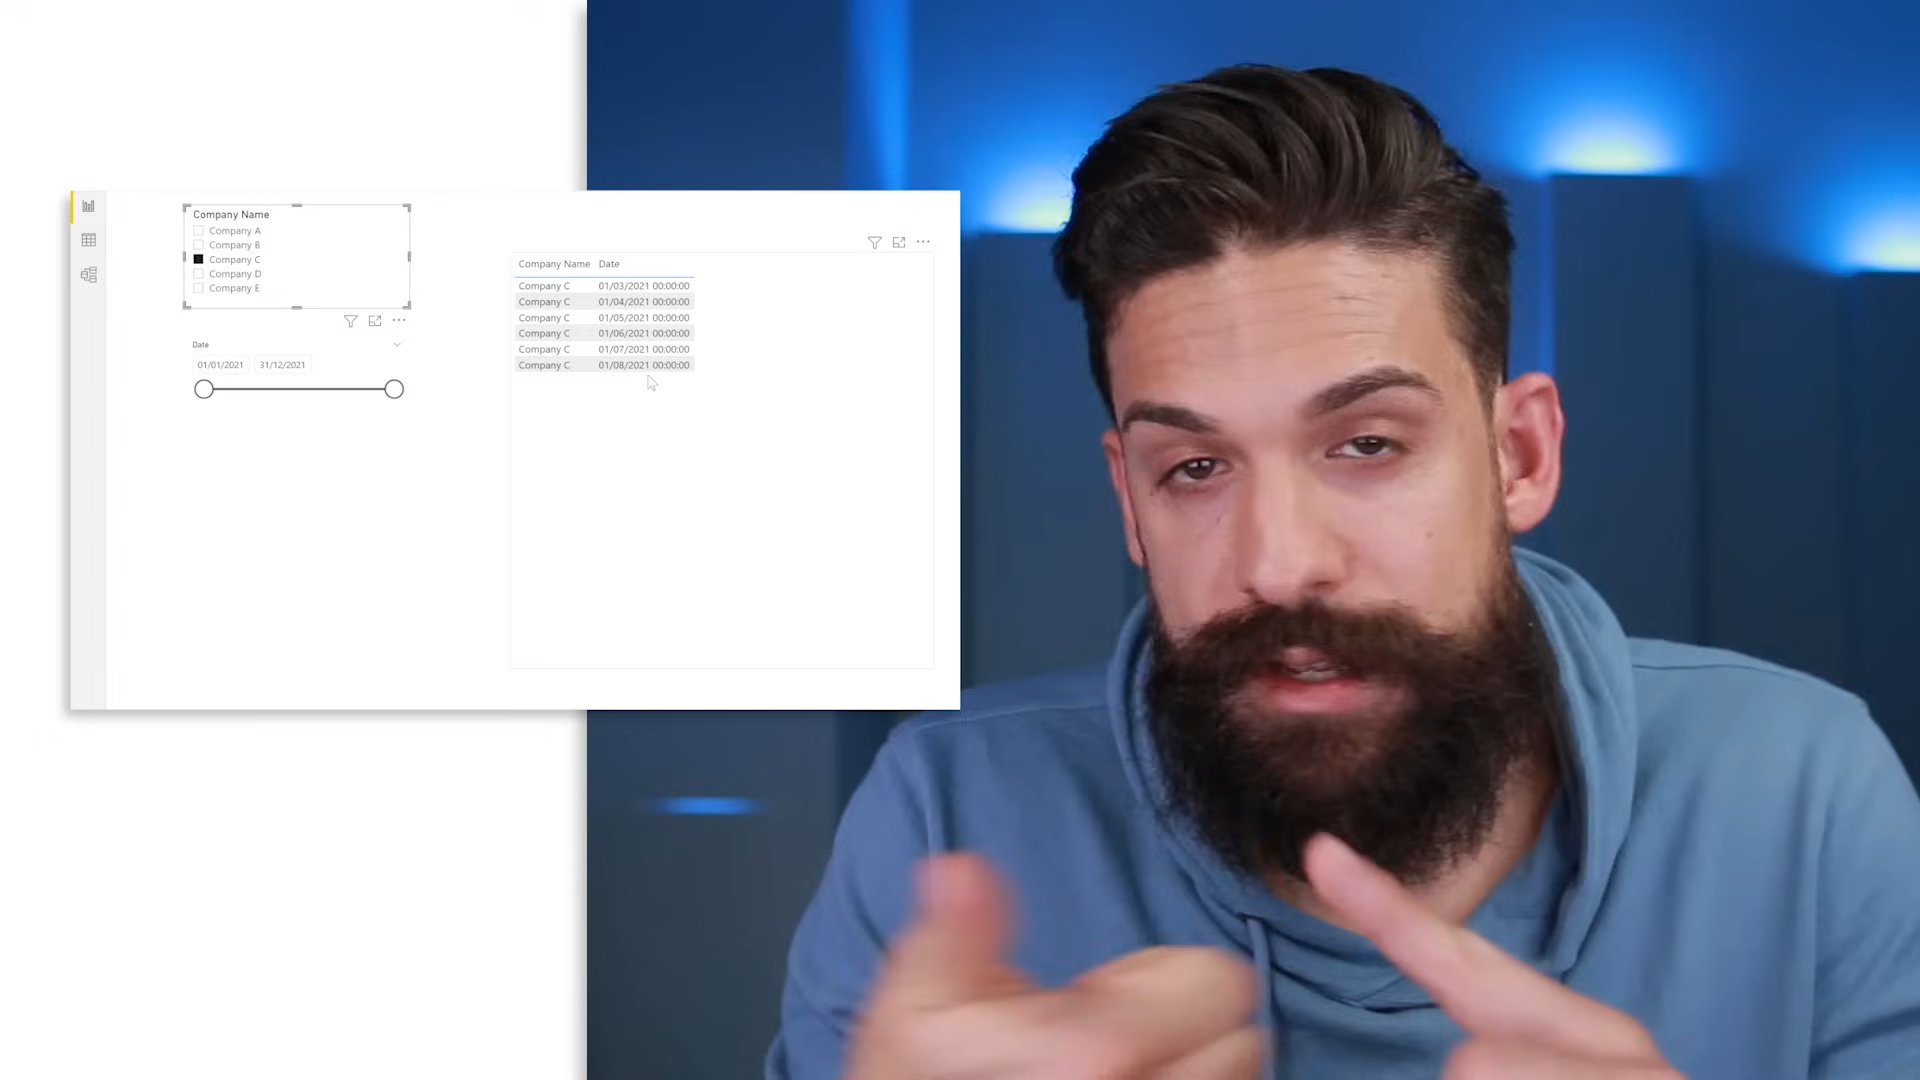 Company Name
Company A
Company B
Company C
Company D
Company E
Date
01/01/2021 31/12/2021
Company Name Date
Company C 01/03/2021 00:00:00
Company C 01/04/2021 00:00:00
Company C 01/05/2021 00:00:00
Company C 01/06/2021 00:00:00
Company C 01/07/2021 00:00:00
Company C 01/08/2021 00:00:00